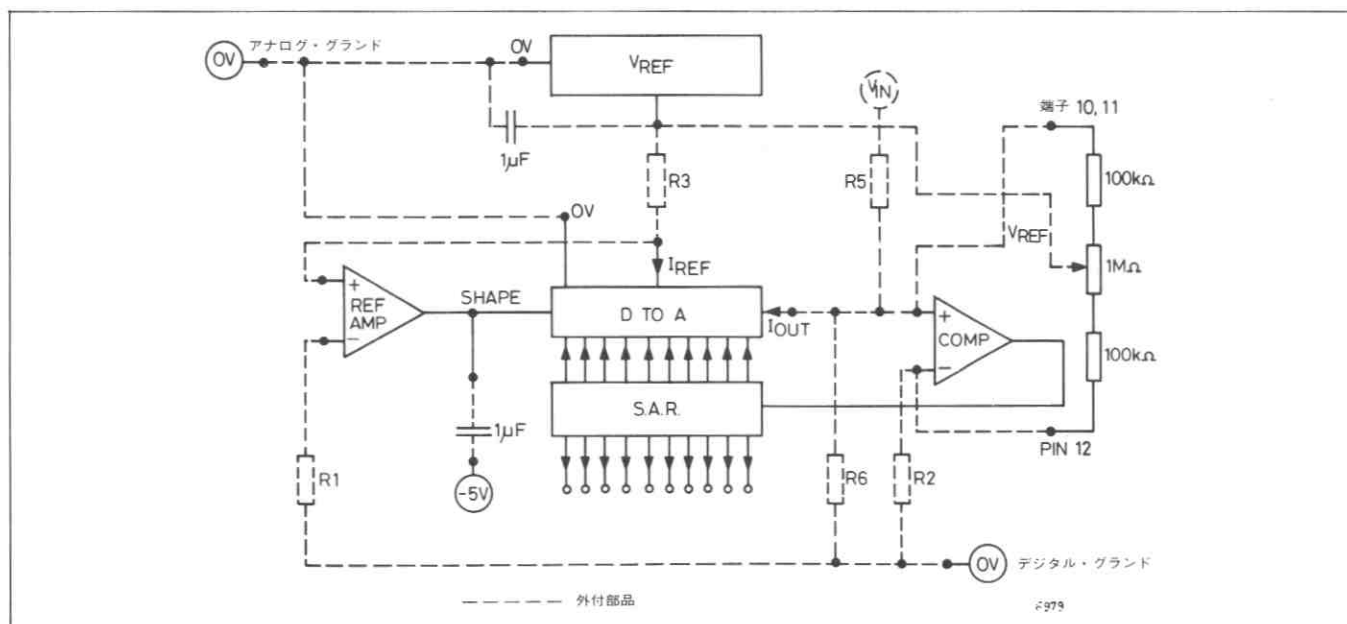 0V
アナログ・グランド
0V
VREF
VIN
端子 10, 11
1μF
R3
R5
100kΩ
0V
VREF
IREF
1MΩ
+
REF
AMP
−
SHAPE
D TO A
IOUT
+
COMP
−
100kΩ
S.A.R.
1μF
PIN 12
R1
-5V
R6
R2
0V
デジタル・グランド
外付部品